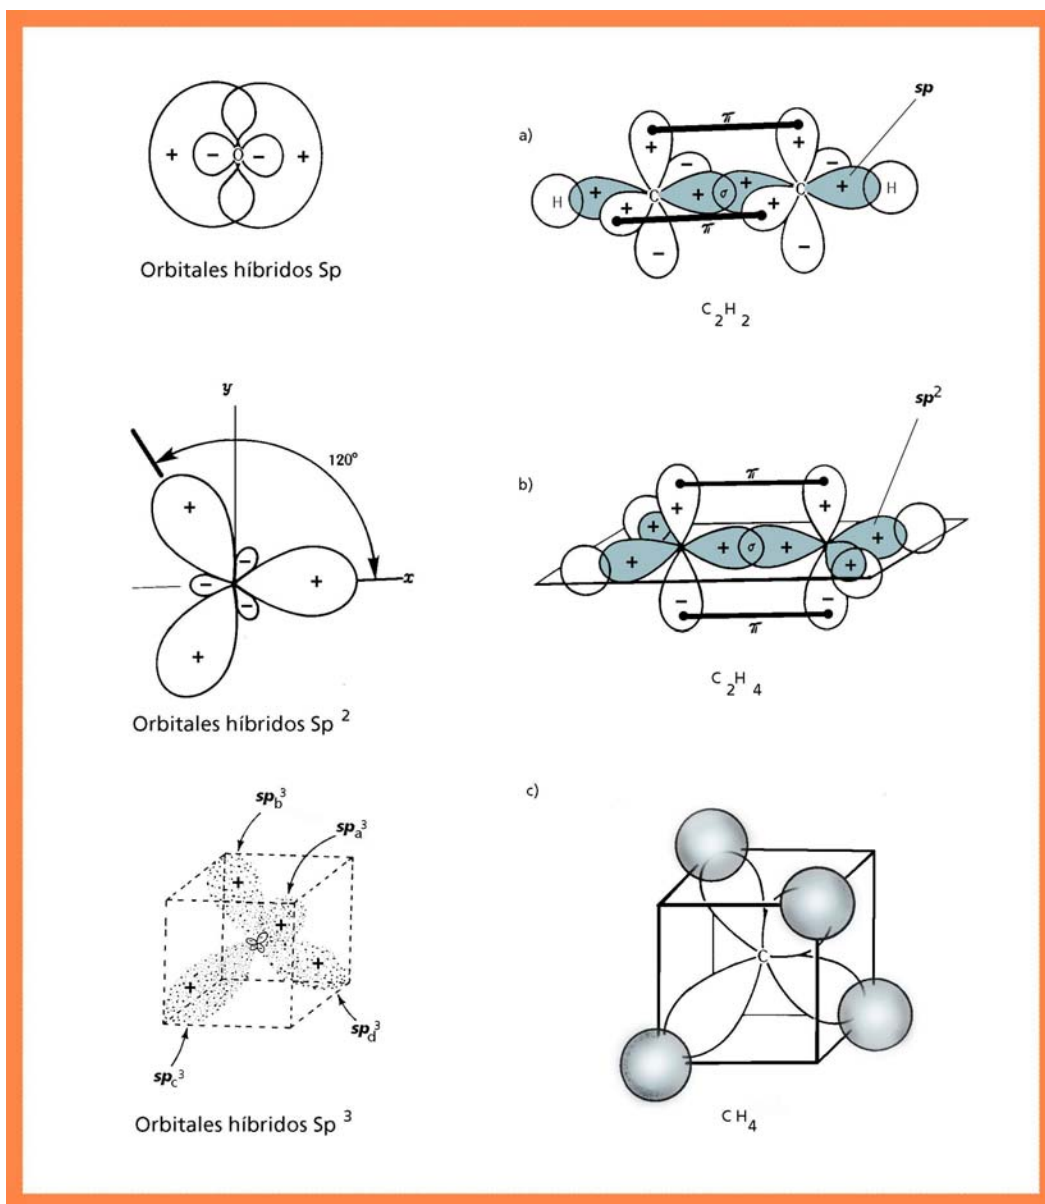 + − O − +
Orbitales híbridos Sp
a)
sp
π
+ +
− −
H + + σ + + H
C C
+ +
π
− −
C2H2
y
120°
x
+
−
− +
−
+
Orbitales híbridos Sp 2
b)
sp2
π
+ +
+ +
+ + σ + +
− −
π
C2H4
spb3
spa3
+
+
+
+
spd3
spc3
Orbitales híbridos Sp 3
c)
C
CH4